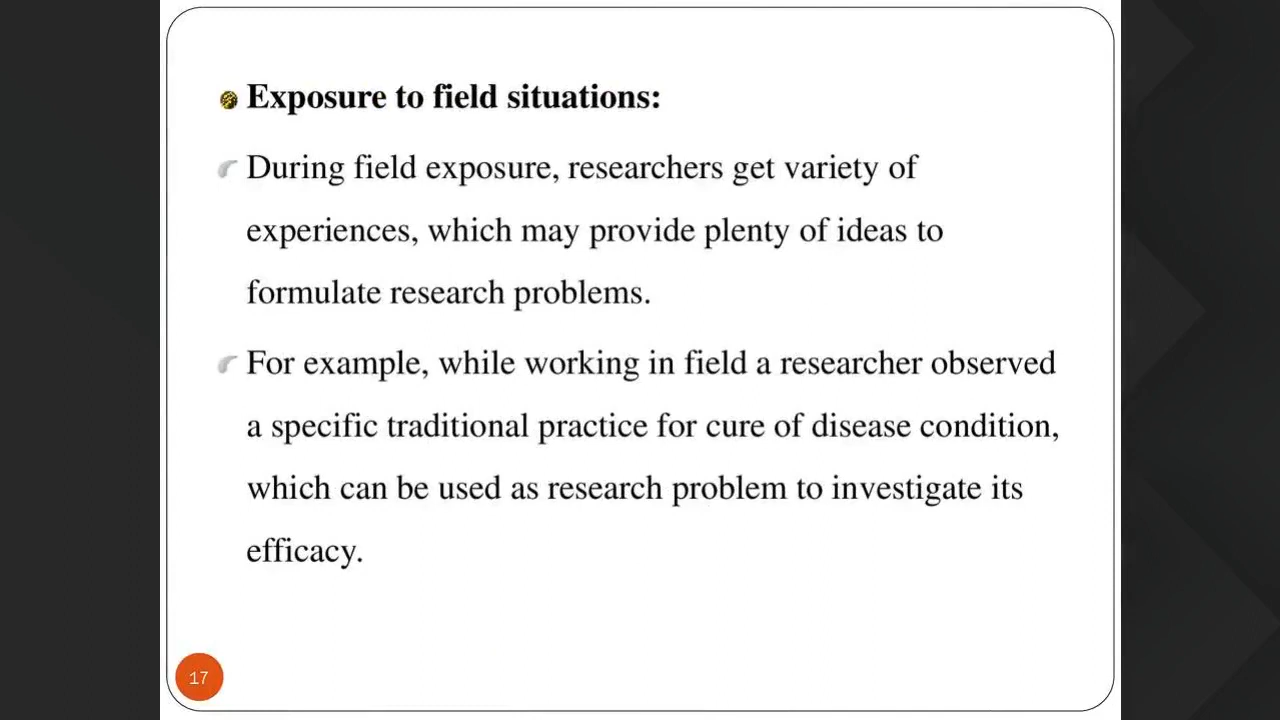 Exposure to field situations:
During field exposure, researchers get variety of
experiences, which may provide plenty of ideas to
formulate research problems.
For example, while working in field a researcher observed
a specific traditional practice for cure of disease condition,
which can be used as research problem to investigate its
efficacy.
17